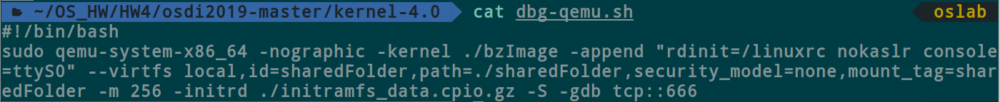 ~/OS_HW/HW4/osdi2019-master/kernel-4.0 cat dbg-qemu.sh oslab
#!/bin/bash
sudo qemu-system-x86_64 -nographic -kernel ./bzImage -append "rdinit=/linuxrc nokaslr console
=ttyS0" --virtfs local,id=sharedFolder,path=./sharedFolder,security_model=none,mount_tag=shar
edFolder -m 256 -initrd ./initramfs_data.cpio.gz -S -gdb tcp::666